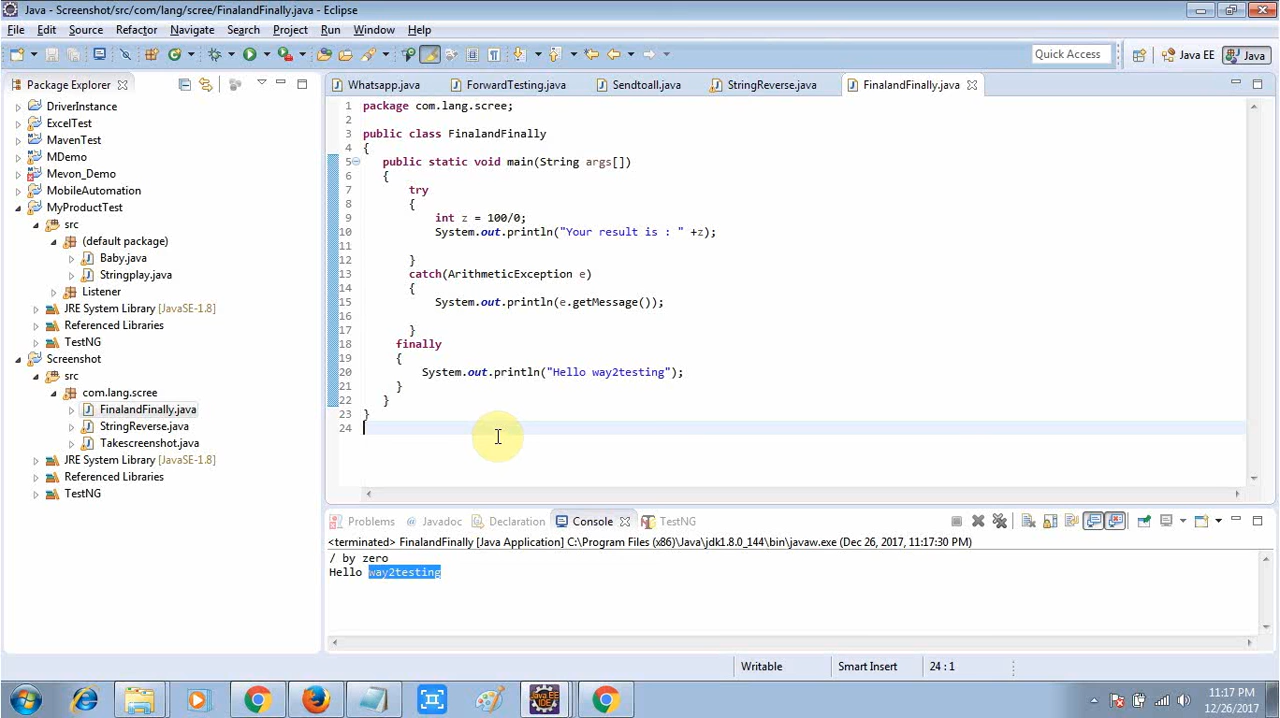 Java - Screenshot/src/com/lang/scree/FinalandFinally.java - Eclipse
File Edit Source Refactor Navigate Search Project Run Window Help
Quick Access
Java EE
Java
Package Explorer
DriverInstance
ExcelTest
MavenTest
MDemo
Mevon_Demo
MobileAutomation
MyProductTest
src
(default package)
Baby.java
Stringplay.java
Listener
JRE System Library [JavaSE-1.8]
Referenced Libraries
TestNG
Screenshot
src
com.lang.scree
FinalandFinally.java
StringReverse.java
Takescreenshot.java
JRE System Library [JavaSE-1.8]
Referenced Libraries
TestNG
Whatsapp.java ForwardTesting.java Sendtoall.java StringReverse.java FinalandFinally.java
1 package com.lang.scree;
2
3 public class FinalandFinally
4 {
5 public static void main(String args[])
6 {
7 try
8 {
9 int z = 100/0;
10 System.out.println("Your result is : " +z);
11
12 }
13 catch(ArithmeticException e)
14 {
15 System.out.println(e.getMessage());
16
17 }
18 finally
19 {
20 System.out.println("Hello way2testing");
21 }
22 }
23 }
24
Problems @ Javadoc Declaration Console TestNG
<terminated> FinalandFinally [Java Application] C:\Program Files (x86)\Java\jdk1.8.0_144\bin\javaw.exe (Dec 26, 2017, 11:17:30 PM)
/ by zero
Hello way2testing
Writable Smart Insert 24 : 1
Java EE
IDE
11:17 PM
12/26/2017